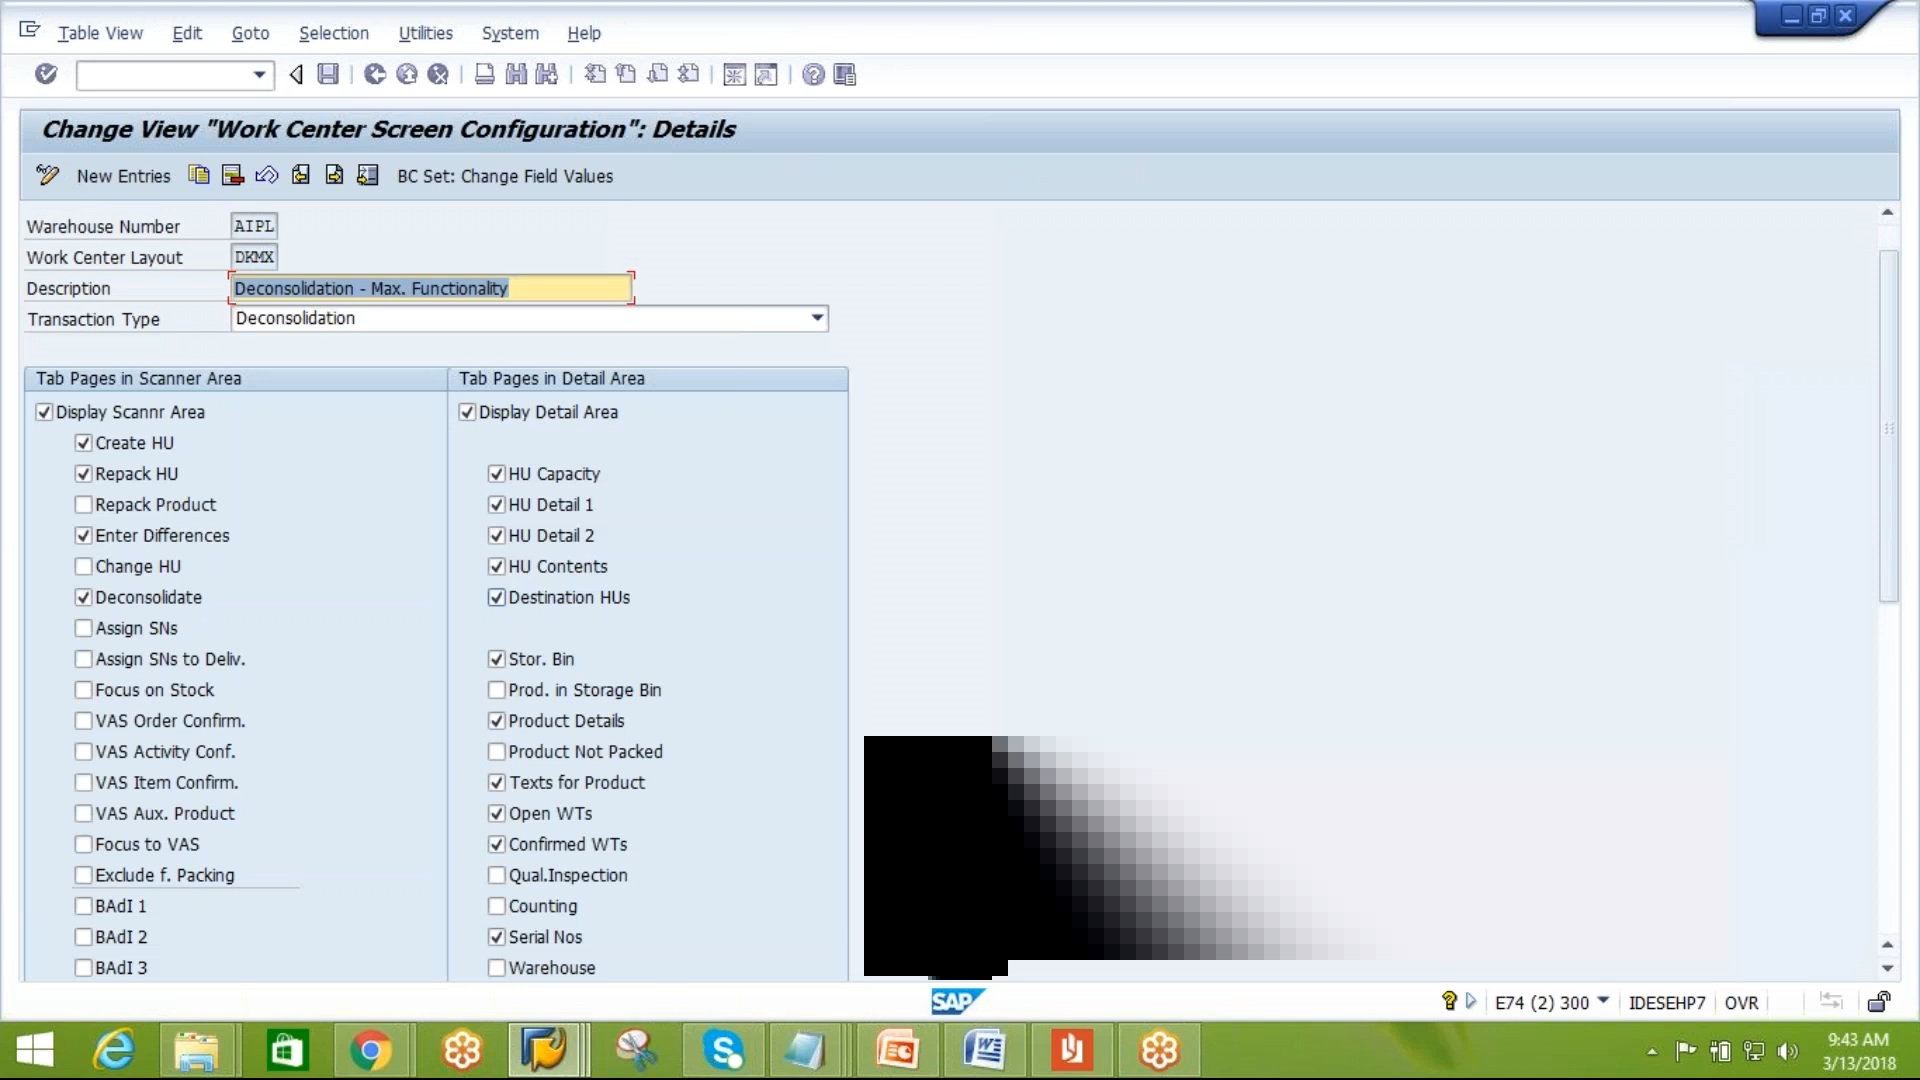 Table View Edit Goto Selection Utilities System Help
Change View "Work Center Screen Configuration": Details
New Entries BC Set: Change Field Values
Warehouse Number AIPL
Work Center Layout DKMX
Description Deconsolidation - Max. Functionality
Transaction Type Deconsolidation
Tab Pages in Scanner Area Tab Pages in Detail Area
Display Scannr Area Display Detail Area
Create HU
Repack HU HU Capacity
Repack Product HU Detail 1
Enter Differences HU Detail 2
Change HU HU Contents
Deconsolidate Destination HUs
Assign SNs
Assign SNs to Deliv. Stor. Bin
Focus on Stock Prod. in Storage Bin
VAS Order Confirm. Product Details
VAS Activity Conf. Product Not Packed
VAS Item Confirm. Texts for Product
VAS Aux. Product Open WTs
Focus to VAS Confirmed WTs
Exclude f. Packing Qual.Inspection
BAdI 1 Counting
BAdI 2 Serial Nos
BAdI 3 Warehouse
SAP E74 (2) 300 IDESEHP7 OVR
9:43 AM
3/13/2018